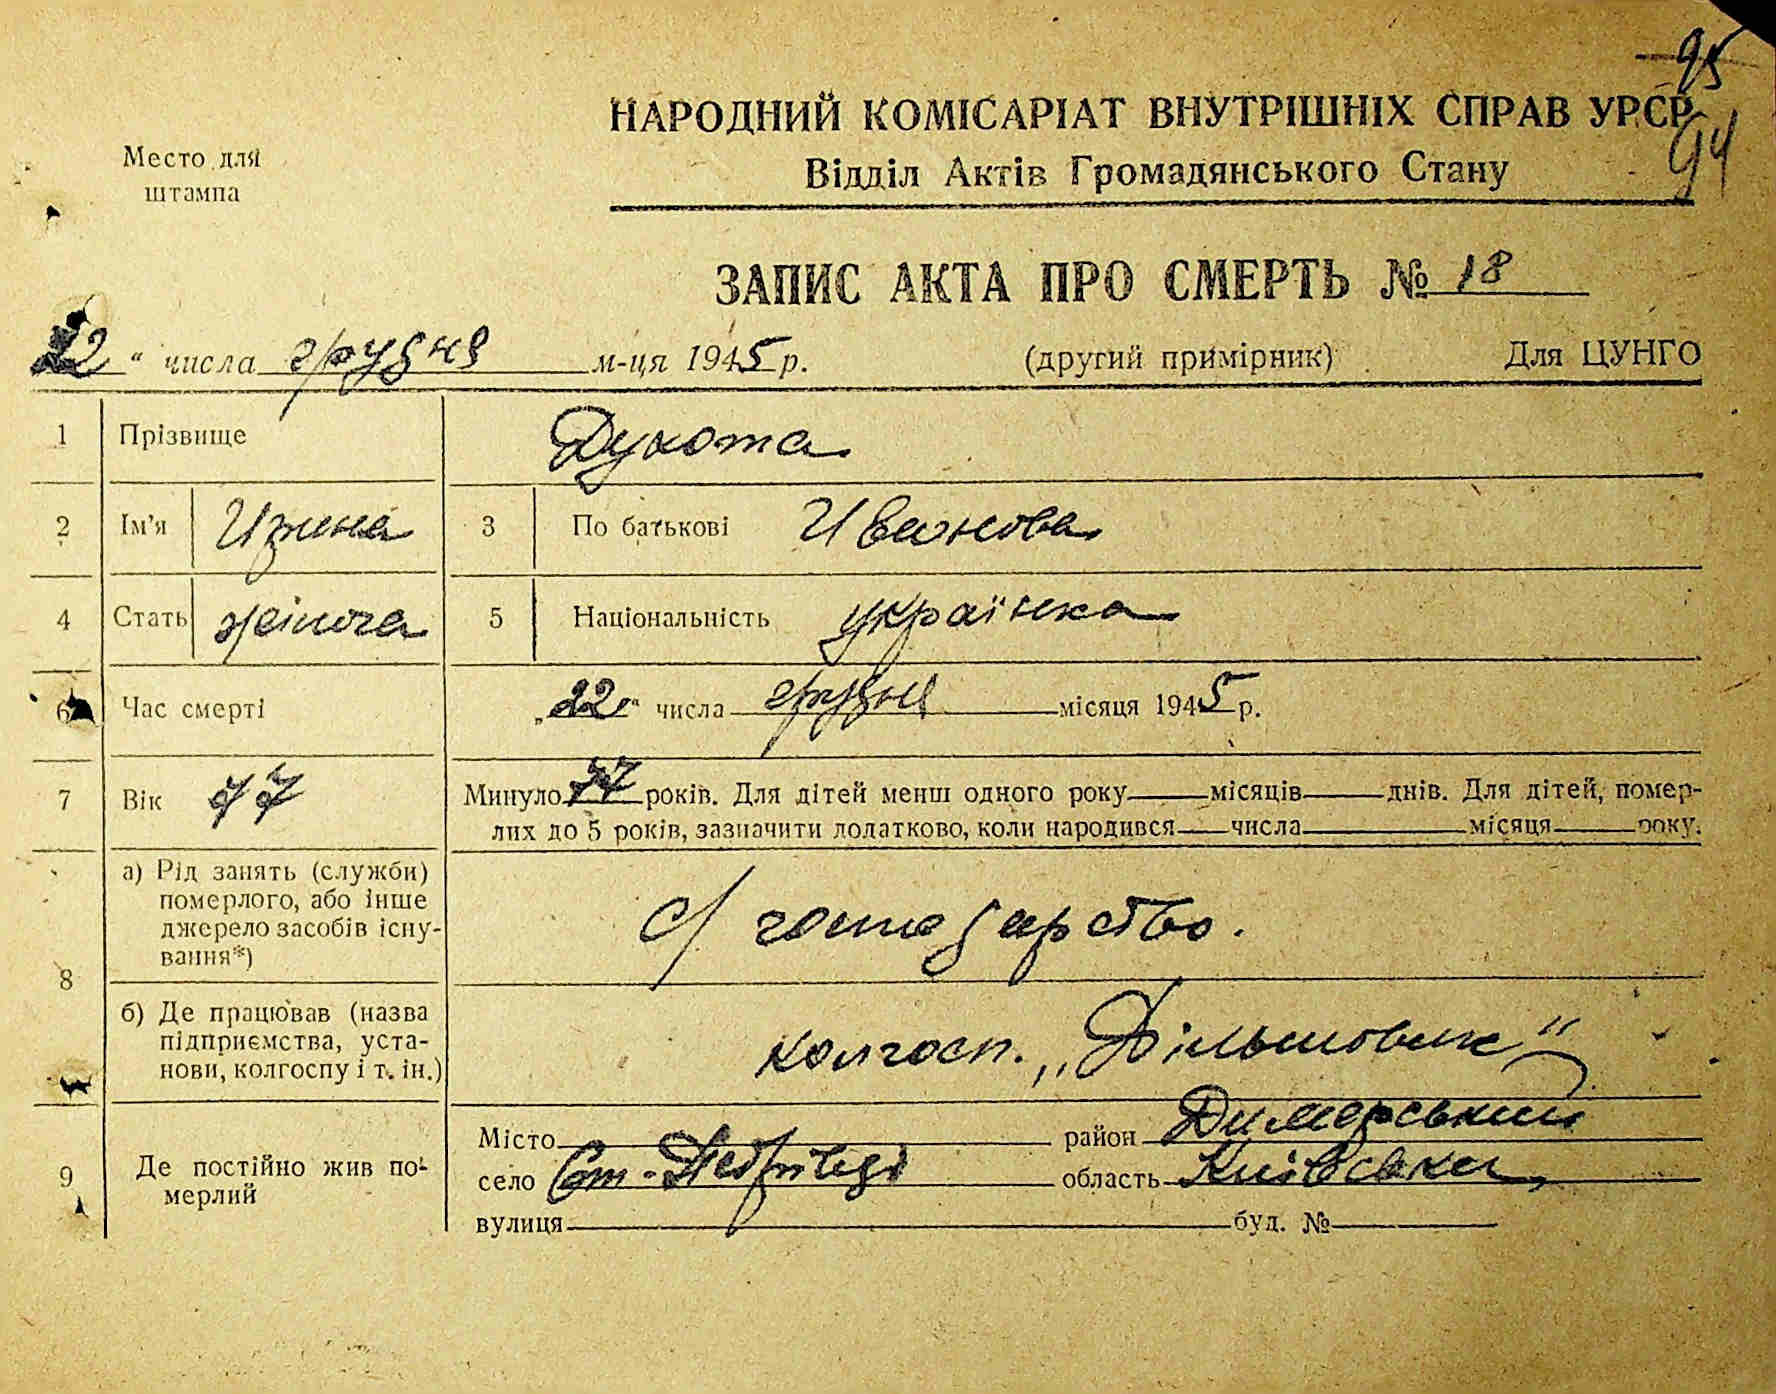 95
94
НАРОДНИЙ КОМІСАРІАТ ВНУТРІШНІХ СПРАВ УРСР
Відділ Актів Громадянського Стану
Место для
штампа
ЗАПИС АКТА ПРО СМЕРТЬ № 18
22 " числа грудня м-ця 1945 р. (другий примірник) Для ЦУНГО
1 Прізвище Духота
2 Ім'я Ирина 3 По батькові Иванова
4 Стать жіноча 5 Національність українка
6 Час смерті „22" числа грудня місяця 1945 р.
7 Вік 77 Минуло 77 років. Для дітей менш одного року місяців днів. Для дітей, помер-
лих до 5 років, зазначити додатково, коли народився числа місяця року.
8 а) Рід занять (служби)
померлого, або інше
джерело засобів існу-
вання*)
с/господарство.
б) Де працював (назва
підприємства, уста-
нови, колгоспу і т. ін.)
колгосп. „Більшовик"
9 Де постійно жив по-
мерлий
Місто район Димерський
село Ст-Петрівці область Київська,
вулиця буд. №